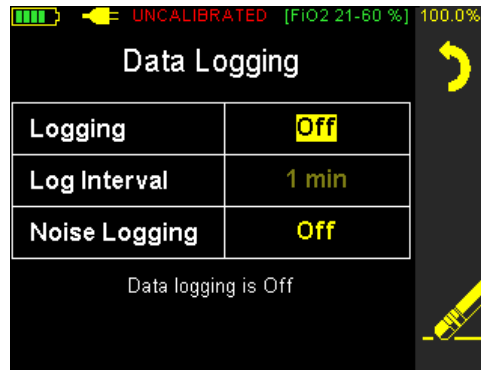 UNCALIBRATED [FiO2 21-60 %] 100.0%
Data Logging
Logging Off
Log Interval 1 min
Noise Logging Off
Data logging is Off